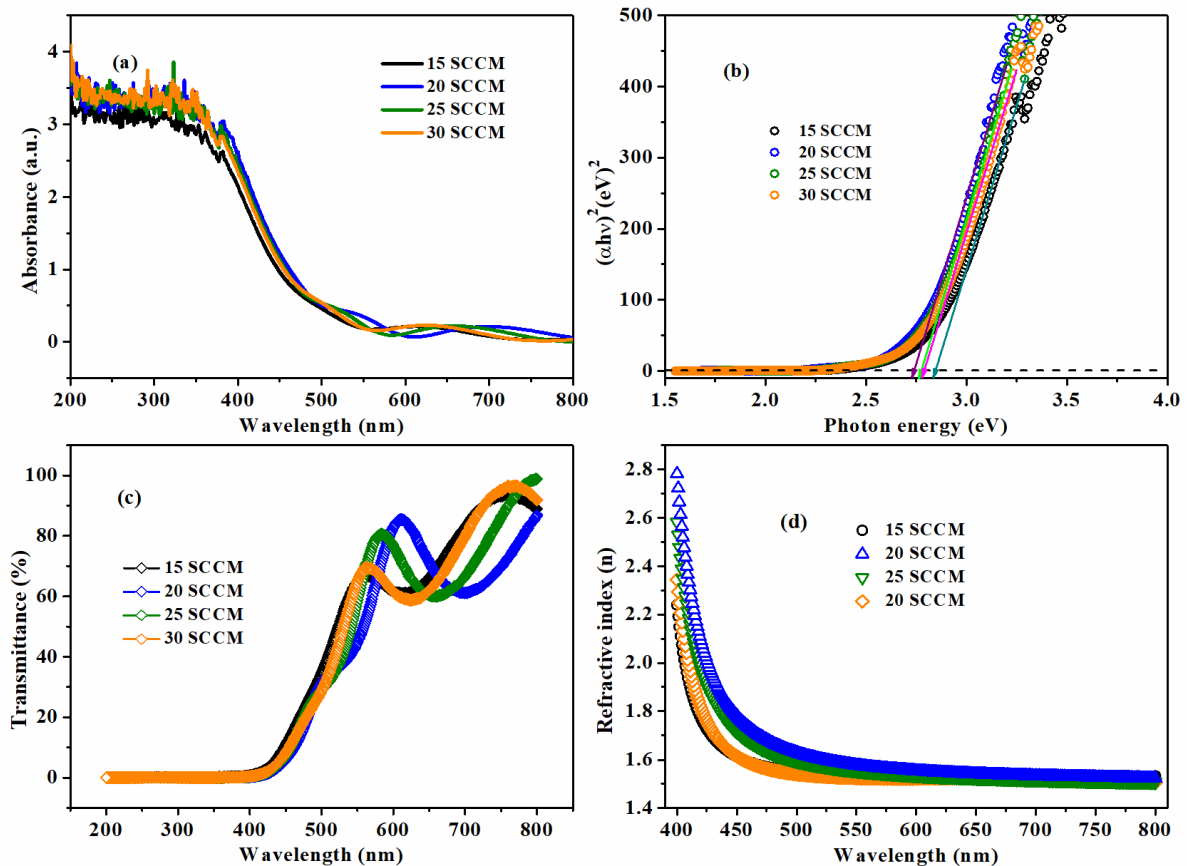 (a)
15 SCCM
20 SCCM
25 SCCM
30 SCCM
4
3
2
1
0
200 300 400 500 600 700 800
Absorbance (a.u.)
Wavelength (nm)
(b)
15 SCCM
20 SCCM
25 SCCM
30 SCCM
500
400
300
200
100
0
1.5 2.0 2.5 3.0 3.5 4.0
(αhν)²(eV)²
Photon energy (eV)
(c)
15 SCCM
20 SCCM
25 SCCM
30 SCCM
100
80
60
40
20
0
200 300 400 500 600 700 800
Transmittance (%)
Wavelength (nm)
(d)
15 SCCM
20 SCCM
25 SCCM
20 SCCM
2.8
2.6
2.4
2.2
2.0
1.8
1.6
1.4
400 450 500 550 600 650 700 750 800
Refractive index (n)
Wavelength (nm)